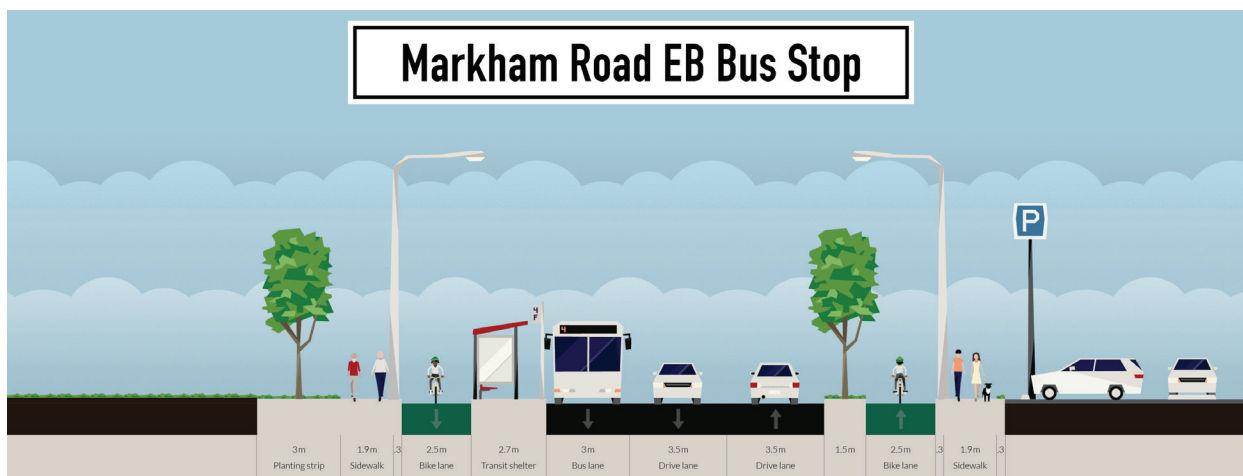 Markham Road EB Bus Stop
P
4
F
4
3m
Planting strip
1.9m
Sidewalk
.3
2.5m
Bike lane
2.7m
Transit shelter
3m
Bus lane
3.5m
Drive lane
3.5m
Drive lane
1.5m
2.5m
Bike lane
.3
1.9m
Sidewalk
.3